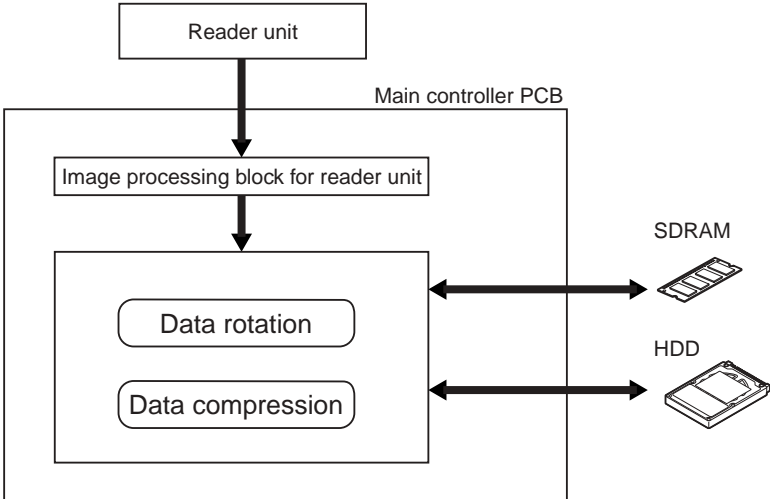 Reader unit
Main controller PCB
Image processing block for reader unit
SDRAM
Data rotation
HDD
Data compression